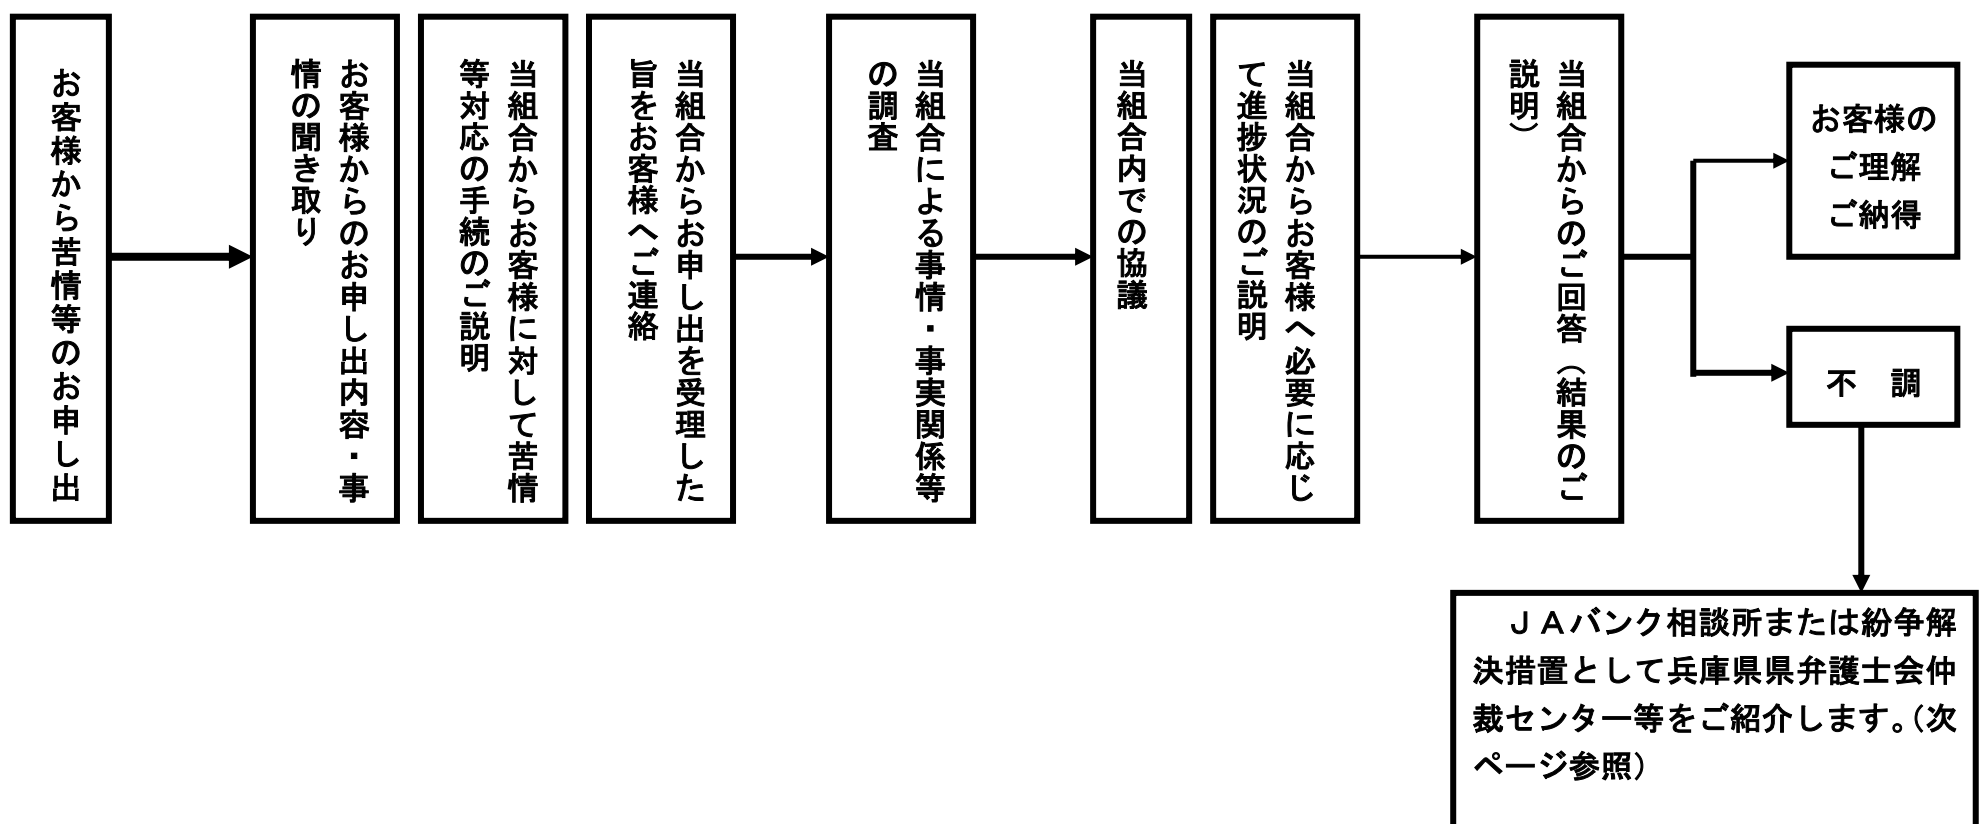 お客様から苦情等のお申し出
お客様からのお申し出内容・事
情の聞き取り
当組合からお客様に対して苦情
等対応の手続のご説明
当組合からお申し出を受理した
旨をお客様へご連絡
当組合による事情・事実関係等
の調査
当組合内での協議
当組合からお客様へ必要に応じ
て進捗状況のご説明
当組合からのご回答（結果のご
説明）
お客様の
ご理解
ご納得
不　調
ＪＡバンク相談所または紛争解
決措置として兵庫県県弁護士会仲
裁センター等をご紹介します。（次
ページ参照）